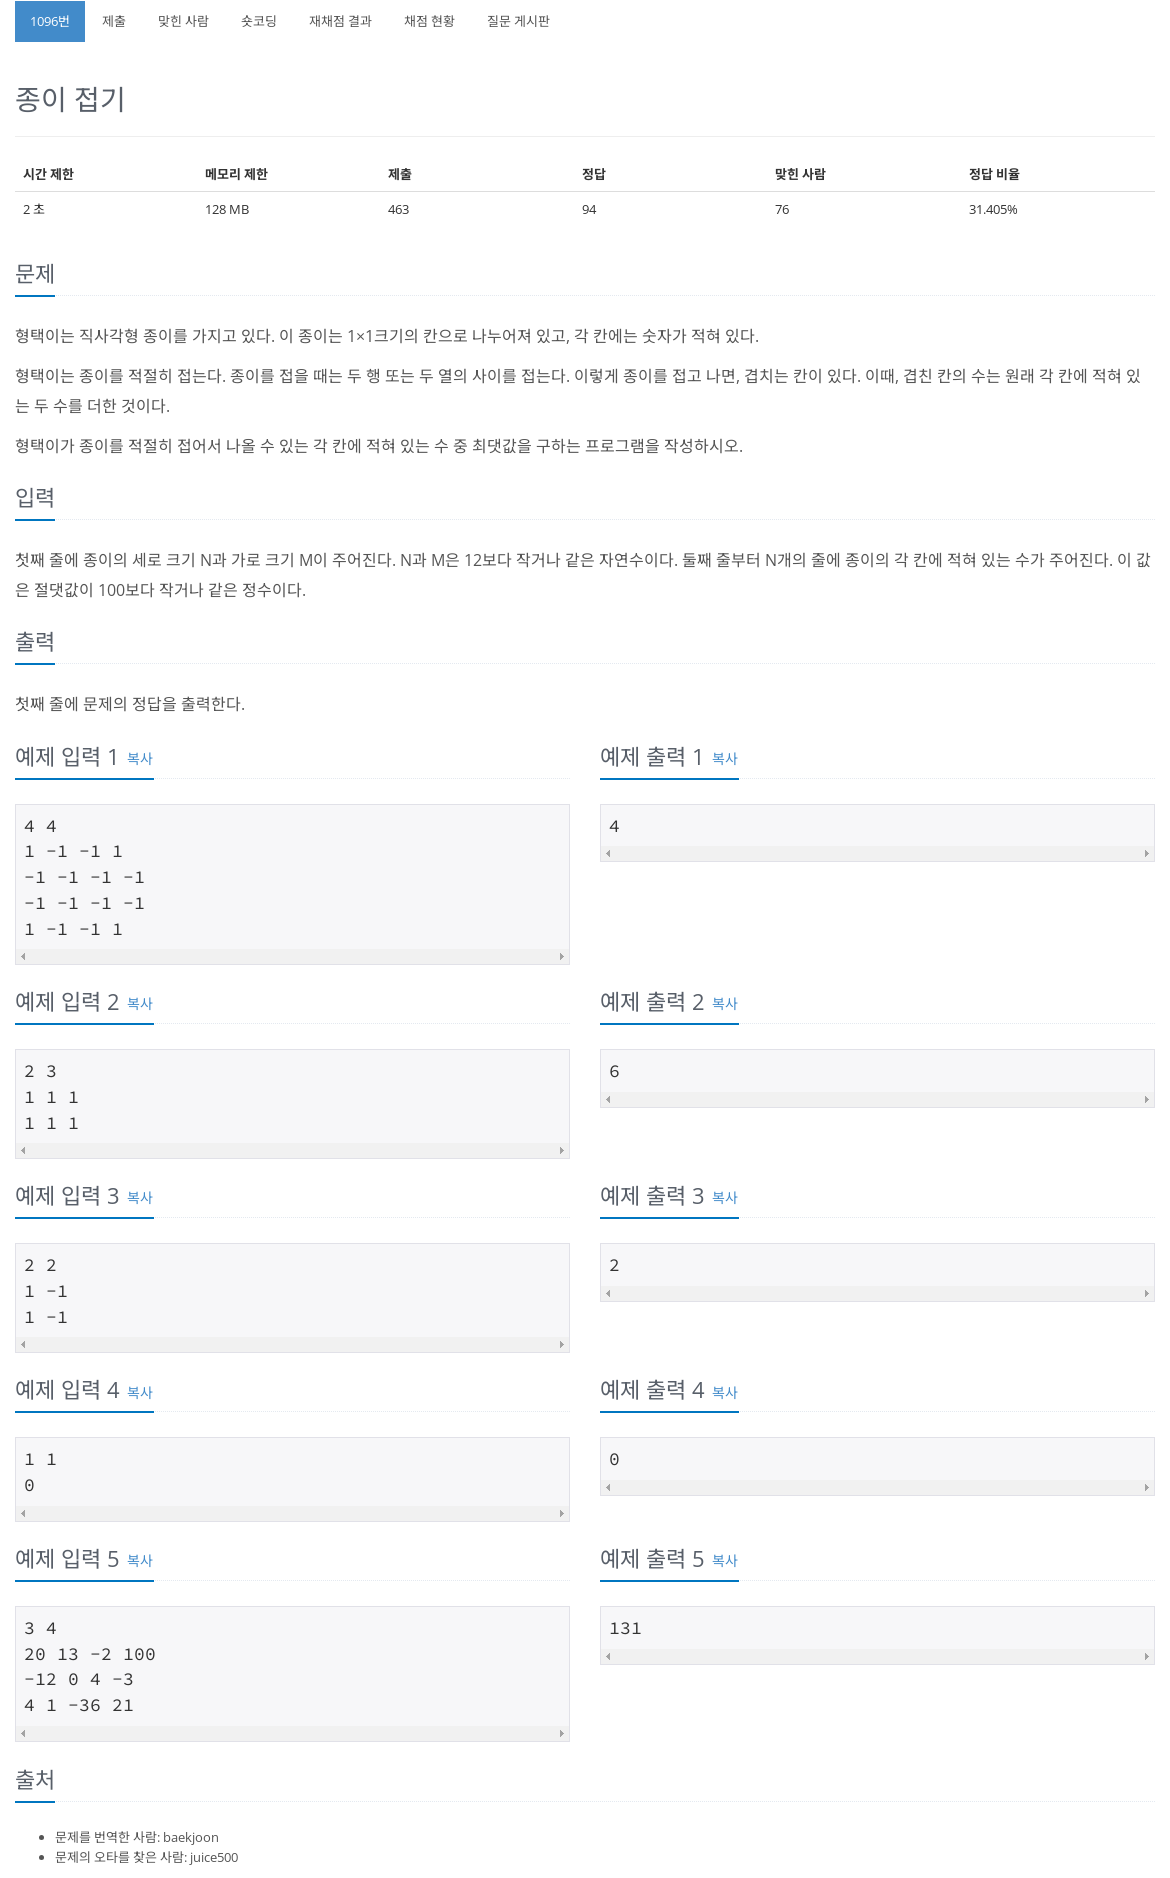 1096번 제출 맞힌 사람 숏코딩 재채점 결과 채점 현황 질문 게시판
종이 접기
시간 제한 메모리 제한 제출 정답 맞힌 사람 정답 비율
2 초 128 MB 463 94 76 31.405%
문제
형택이는 직사각형 종이를 가지고 있다. 이 종이는 1×1크기의 칸으로 나누어져 있고, 각 칸에는 숫자가 적혀 있다.
형택이는 종이를 적절히 접는다. 종이를 접을 때는 두 행 또는 두 열의 사이를 접는다. 이렇게 종이를 접고 나면, 겹치는 칸이 있다. 이때, 겹친 칸의 수는 원래 각 칸에 적혀 있
는 두 수를 더한 것이다.
형택이가 종이를 적절히 접어서 나올 수 있는 각 칸에 적혀 있는 수 중 최댓값을 구하는 프로그램을 작성하시오.
입력
첫째 줄에 종이의 세로 크기 N과 가로 크기 M이 주어진다. N과 M은 12보다 작거나 같은 자연수이다. 둘째 줄부터 N개의 줄에 종이의 각 칸에 적혀 있는 수가 주어진다. 이 값
은 절댓값이 100보다 작거나 같은 정수이다.
출력
첫째 줄에 문제의 정답을 출력한다.
예제 입력 1 복사
4 4
1 -1 -1 1
-1 -1 -1 -1
-1 -1 -1 -1
1 -1 -1 1
예제 출력 1 복사
4
예제 입력 2 복사
2 3
1 1 1
1 1 1
예제 출력 2 복사
6
예제 입력 3 복사
2 2
1 -1
1 -1
예제 출력 3 복사
2
예제 입력 4 복사
1 1
0
예제 출력 4 복사
0
예제 입력 5 복사
3 4
20 13 -2 100
-12 0 4 -3
4 1 -36 21
예제 출력 5 복사
131
출처
문제를 번역한 사람: baekjoon
문제의 오타를 찾은 사람: juice500